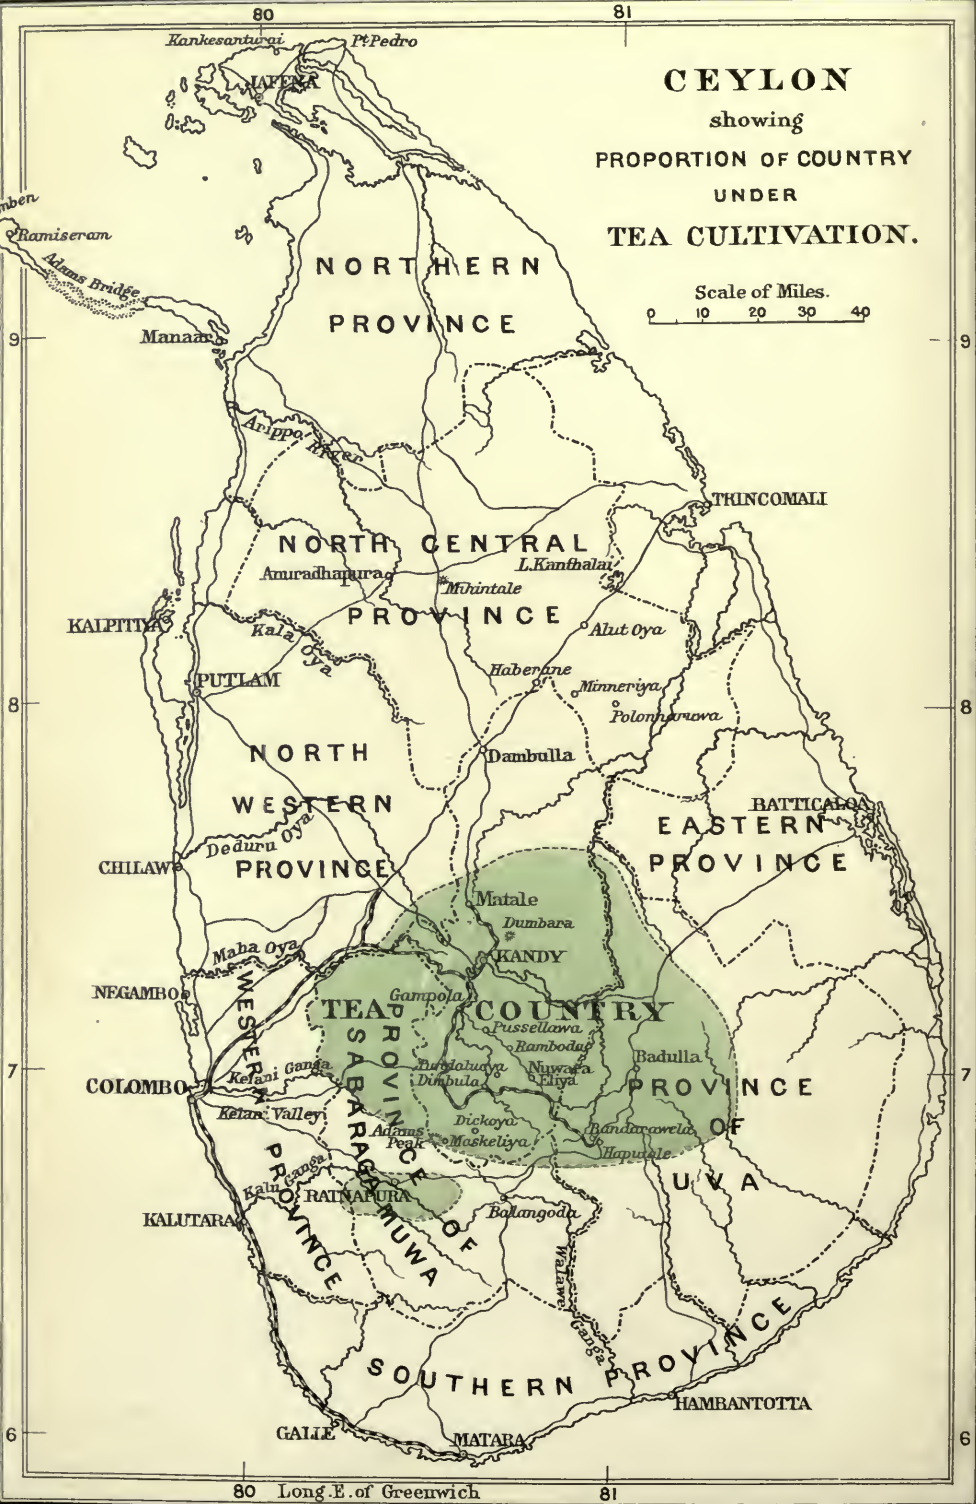 80
81
Kankesanturai
Pt. Pedro
JAFFNA
CEYLON
showing
PROPORTION OF COUNTRY
UNDER
TEA CULTIVATION.
Scale of Miles.
0 5 10 20 30 40
Ramiseram
Adams Bridge
NORTHERN
PROVINCE
Manaar
9
9
Arippo River
TRINCOMALI
NORTH CENTRAL
PROVINCE
L. Kanthalai
Anuradhapura
Mihintale
KALPITIYA
Kala Oya
Alut Oya
Haberane
Minneriya
PUTLAM
Polonnaruwa
8
8
NORTH
WESTERN
PROVINCE
Dambulla
Deduru Oya
BATTICALOA
EASTERN
PROVINCE
CHILAW
Matale
Dumbara
KANDY
Maha Oya
NEGAMBO
WESTERN
PROVINCE
Gampola
TEA COUNTRY
Pussellawa
Ramboda
Badulla
7
7
COLOMBO
Kelani Ganga
Kelani Valley
Dimbula
Nuwara
Eliya
PROVINCE
OF
UVA
Dickoya
Maskeliya
Adams
Peak
Bandarawela
Haputale
PROVINCE OF
SABARAGAMUWA
Kalu Ganga
RATNAPURA
Balangoda
KALUTARA
Walawe Ganga
SOUTHERN PROVINCE
HAMBANTOTTA
GALLE
MATARA
6
6
80
Long. E. of Greenwich
81